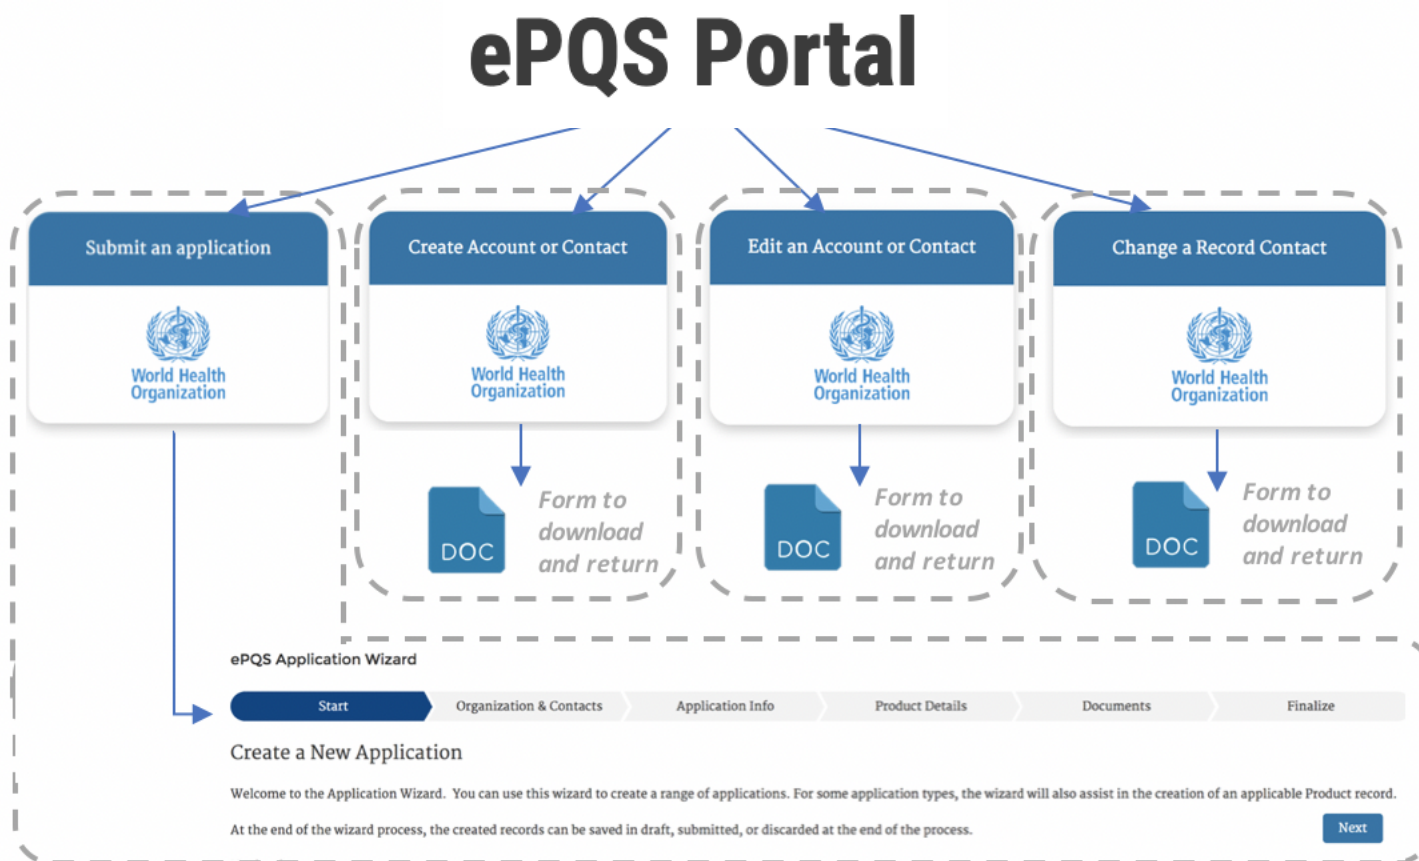 ePQS Portal
Submit an application
Create Account or Contact
Edit an Account or Contact
Change a Record Contact
World Health
Organization
World Health
Organization
World Health
Organization
World Health
Organization
DOC
Form to
download
and return
DOC
Form to
download
and return
DOC
Form to
download
and return
ePQS Application Wizard
Start
Organization & Contacts
Application Info
Product Details
Documents
Finalize
Create a New Application
Welcome to the Application Wizard. You can use this wizard to create a range of applications. For some application types, the wizard will also assist in the creation of an applicable Product record.
At the end of the wizard process, the created records can be saved in draft, submitted, or discarded at the end of the process.
Next